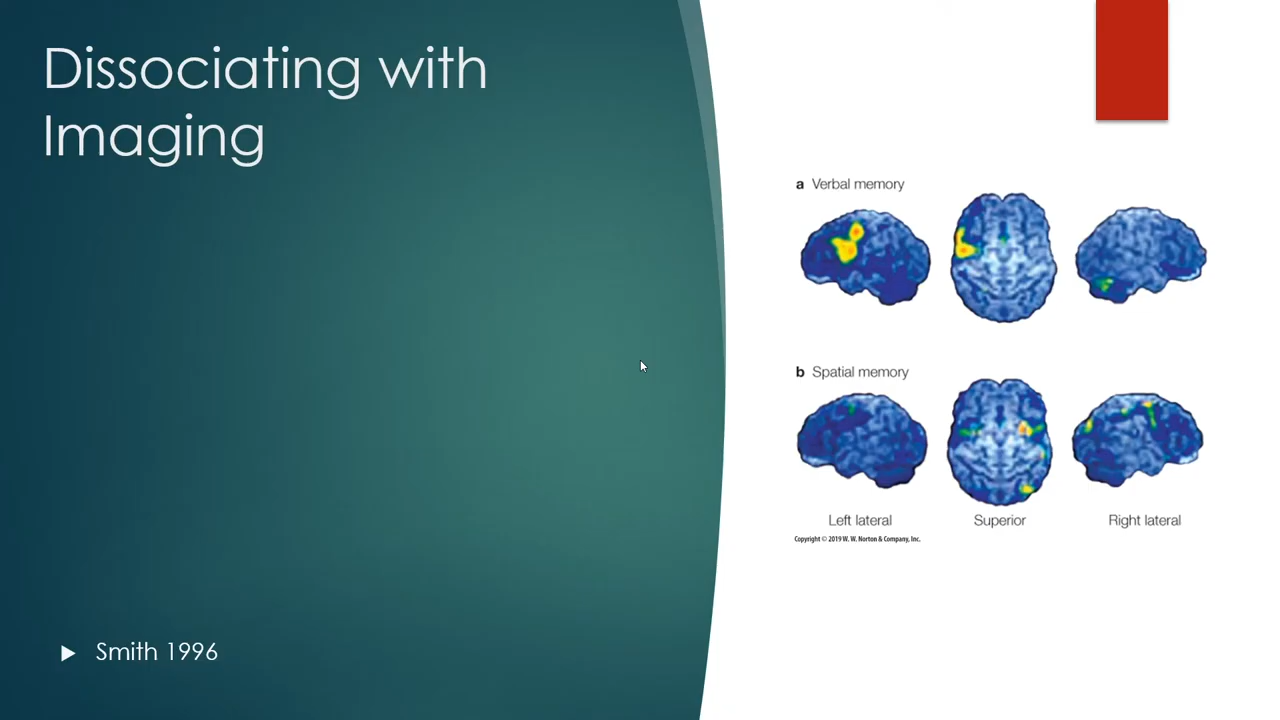 Dissociating with
Imaging
Smith 1996
a Verbal memory
b Spatial memory
Left lateral Superior Right lateral
Copyright © 2019 W. W. Norton & Company, Inc.